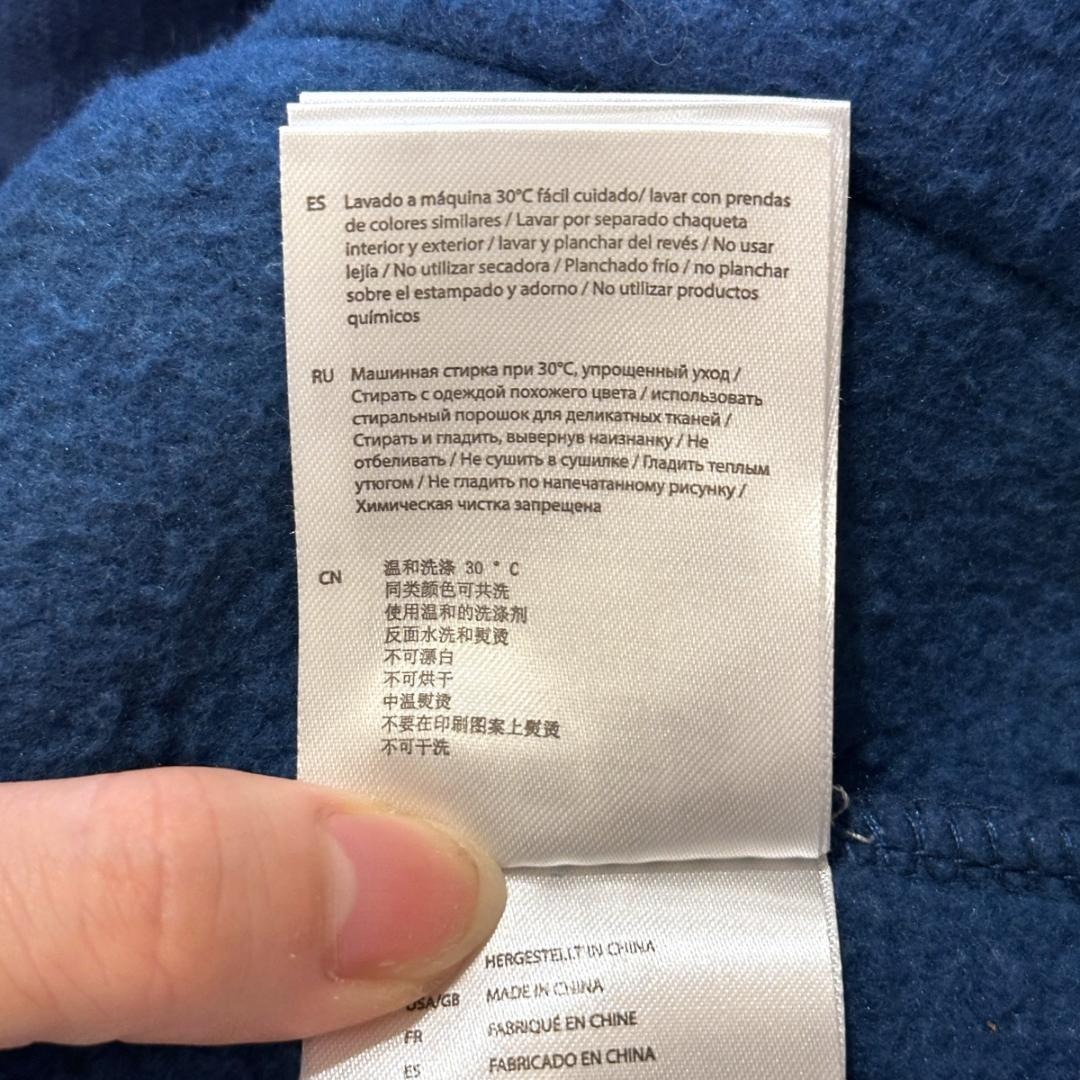 ES Lavado a máquina 30°C fácil cuidado/ lavar con prendas
de colores similares / Lavar por separado chaqueta
interior y exterior / lavar y planchar del revés / No usar
lejía / No utilizar secadora / Planchado frío / no planchar
sobre el estampado y adorno / No utilizar productos
químicos
RU Машинная стирка при 30°C, упрощенный уход /
Стирать с одеждой похожего цвета / использовать
стиральный порошок для деликатных тканей /
Стирать и гладить, вывернув наизнанку / Не
отбеливать / Не сушить в сушилке / Гладить теплым
утюгом / Не гладить по напечатанному рисунку /
Химическая чистка запрещена
CN 温和洗涤 30 ° C
同类颜色可共洗
使用温和的洗涤剂
反面水洗和熨烫
不可漂白
不可烘干
中温熨烫
不要在印刷图案上熨烫
不可干洗
HERGESTELLT IN CHINA
USA/GB MADE IN CHINA
FR FABRIQUÉ EN CHINE
ES FABRICADO EN CHINA